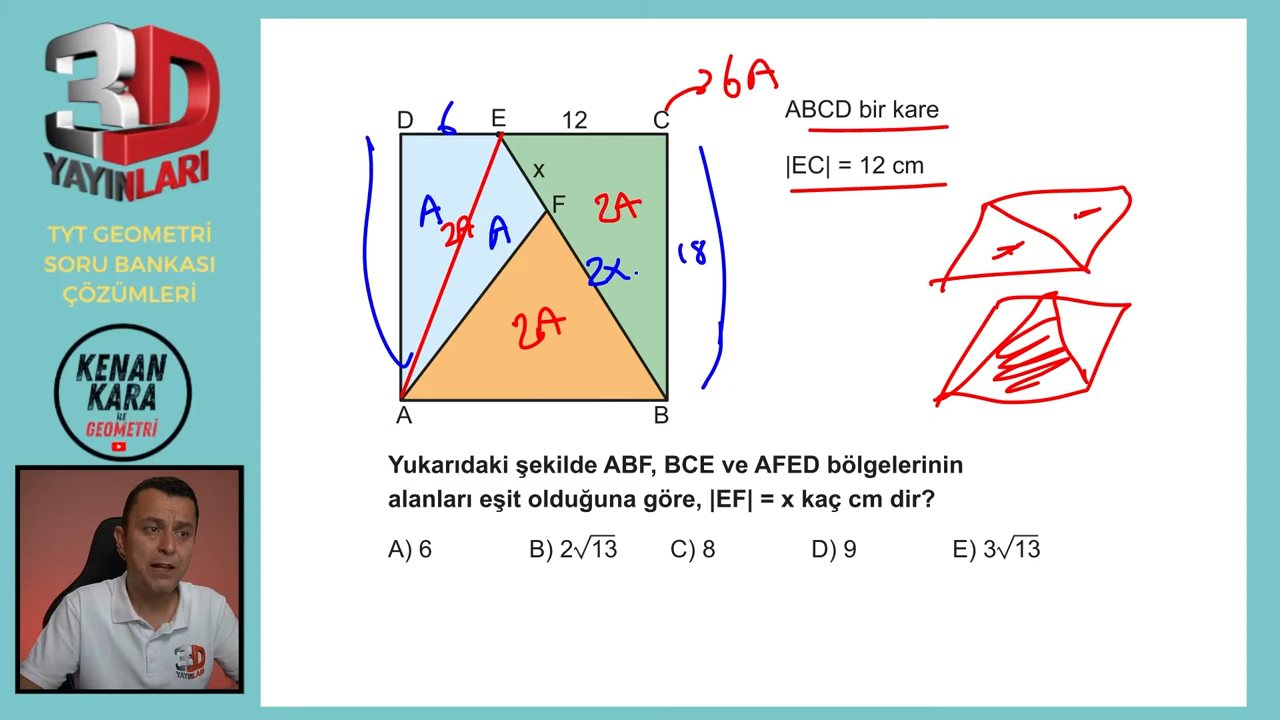 3D
YAYINLARI
TYT GEOMETRİ
SORU BANKASI
ÇÖZÜMLERİ
KENAN
KARA
İLE
GEOMETRİ
3D
YAYINLARI
D 6 E 12 C 6A
x
A 2A A F 2A
2x 18
2A
A B
ABCD bir kare
|EC| = 12 cm
Yukarıdaki şekilde ABF, BCE ve AFED bölgelerinin
alanları eşit olduğuna göre, |EF| = x kaç cm dir?
A) 6 B) 2√13 C) 8 D) 9 E) 3√13